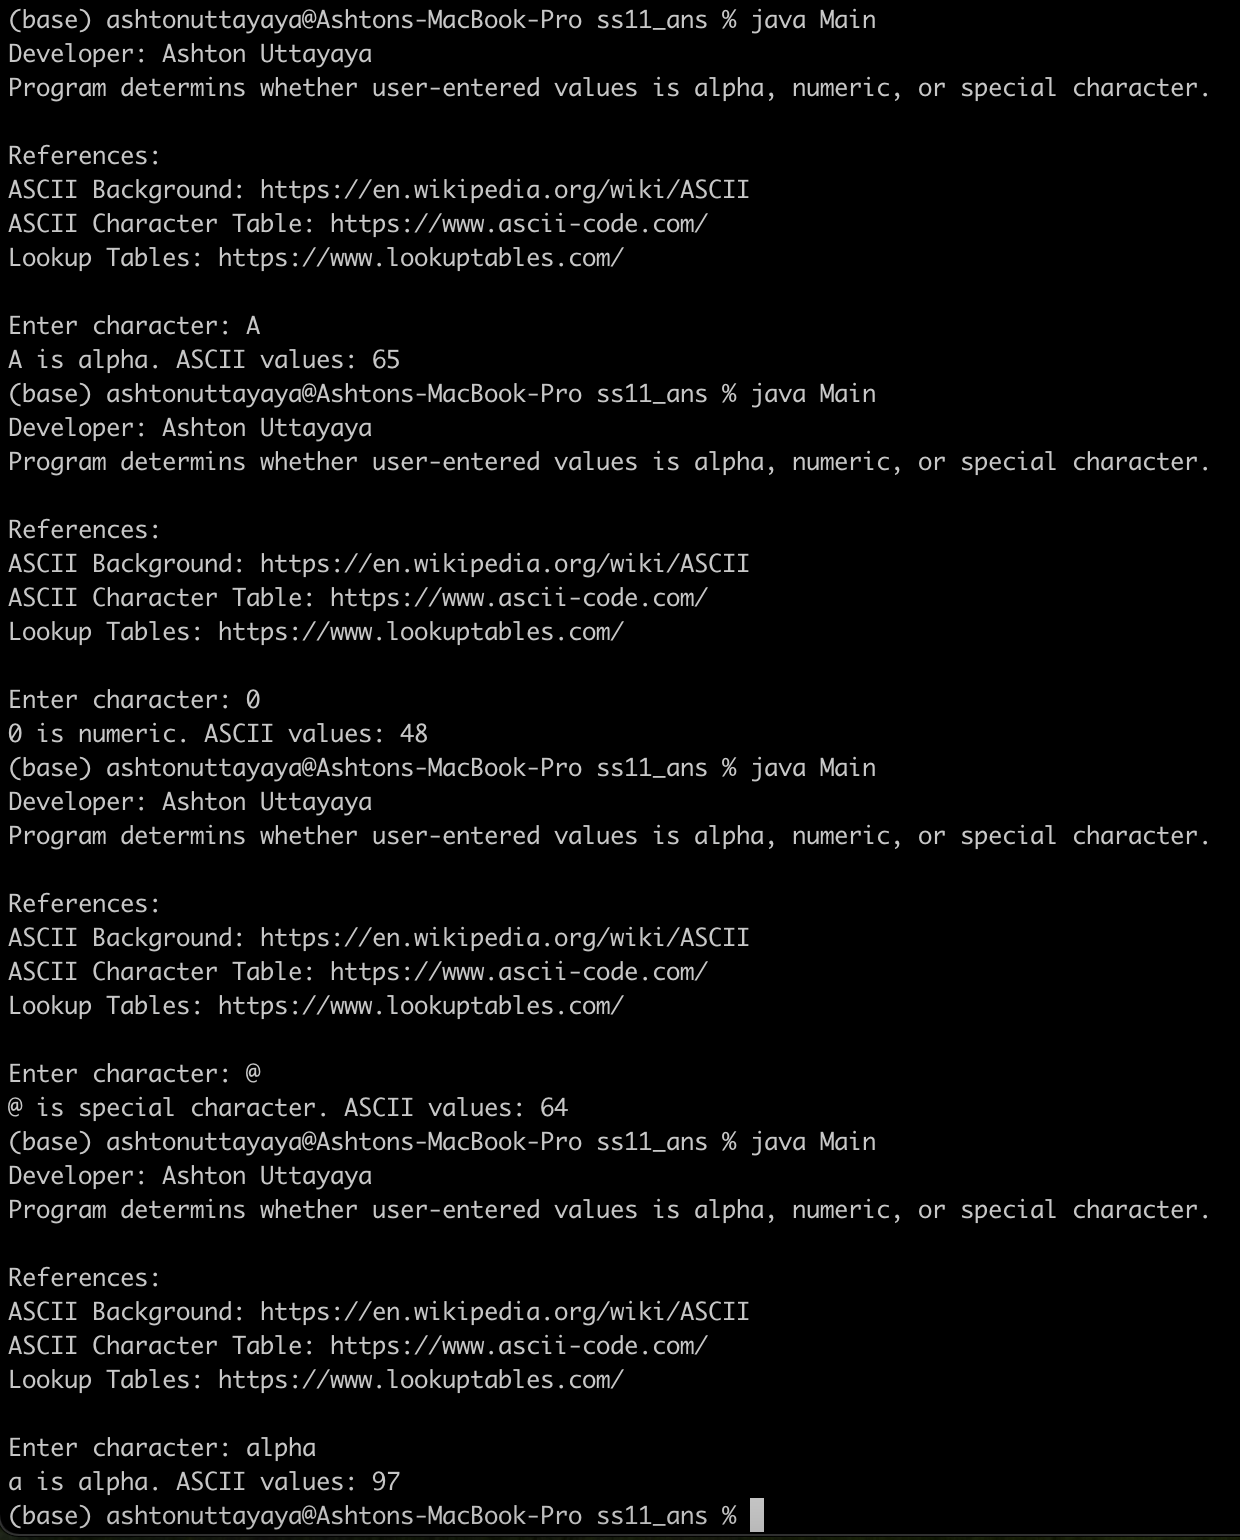 (base) ashtonuttayaya@Ashtons-MacBook-Pro ss11_ans % java Main
Developer: Ashton Uttayaya
Program determins whether user-entered values is alpha, numeric, or special character.
References:
ASCII Background: https://en.wikipedia.org/wiki/ASCII
ASCII Character Table: https://www.ascii-code.com/
Lookup Tables: https://www.lookuptables.com/
Enter character: A
A is alpha. ASCII values: 65
(base) ashtonuttayaya@Ashtons-MacBook-Pro ss11_ans % java Main
Developer: Ashton Uttayaya
Program determins whether user-entered values is alpha, numeric, or special character.
References:
ASCII Background: https://en.wikipedia.org/wiki/ASCII
ASCII Character Table: https://www.ascii-code.com/
Lookup Tables: https://www.lookuptables.com/
Enter character: 0
0 is numeric. ASCII values: 48
(base) ashtonuttayaya@Ashtons-MacBook-Pro ss11_ans % java Main
Developer: Ashton Uttayaya
Program determins whether user-entered values is alpha, numeric, or special character.
References:
ASCII Background: https://en.wikipedia.org/wiki/ASCII
ASCII Character Table: https://www.ascii-code.com/
Lookup Tables: https://www.lookuptables.com/
Enter character: @
@ is special character. ASCII values: 64
(base) ashtonuttayaya@Ashtons-MacBook-Pro ss11_ans % java Main
Developer: Ashton Uttayaya
Program determins whether user-entered values is alpha, numeric, or special character.
References:
ASCII Background: https://en.wikipedia.org/wiki/ASCII
ASCII Character Table: https://www.ascii-code.com/
Lookup Tables: https://www.lookuptables.com/
Enter character: alpha
a is alpha. ASCII values: 97
(base) ashtonuttayaya@Ashtons-MacBook-Pro ss11_ans %